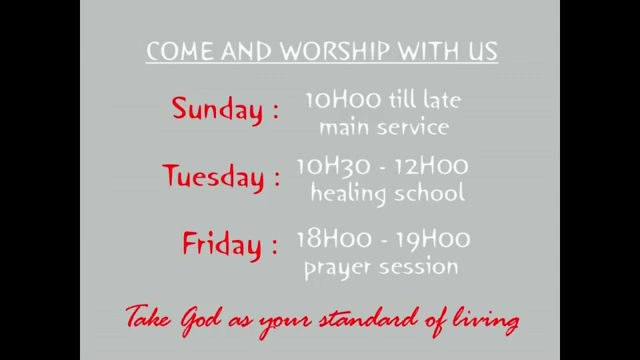 COME AND WORSHIP WITH US
Sunday : 10H00 till late
main service
Tuesday : 10H30 - 12H00
healing school
Friday : 18H00 - 19H00
prayer session
Take God as your standard of living